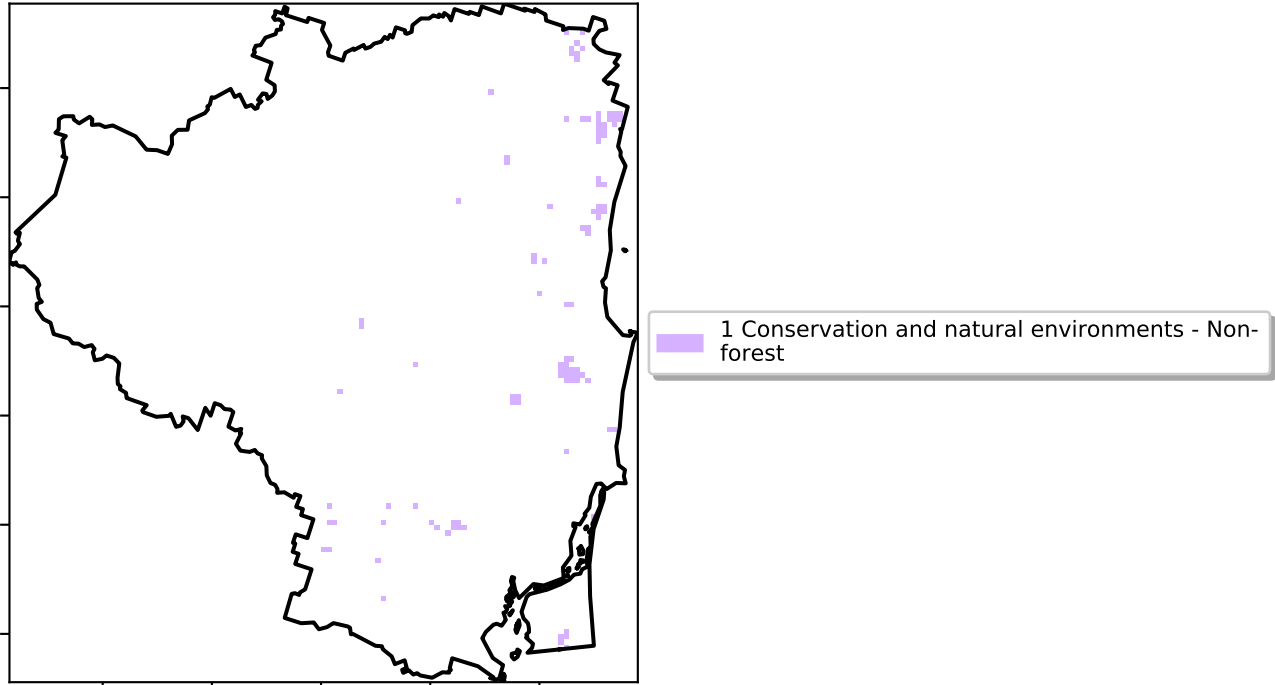 1 Conservation and natural environments - Non-
forest